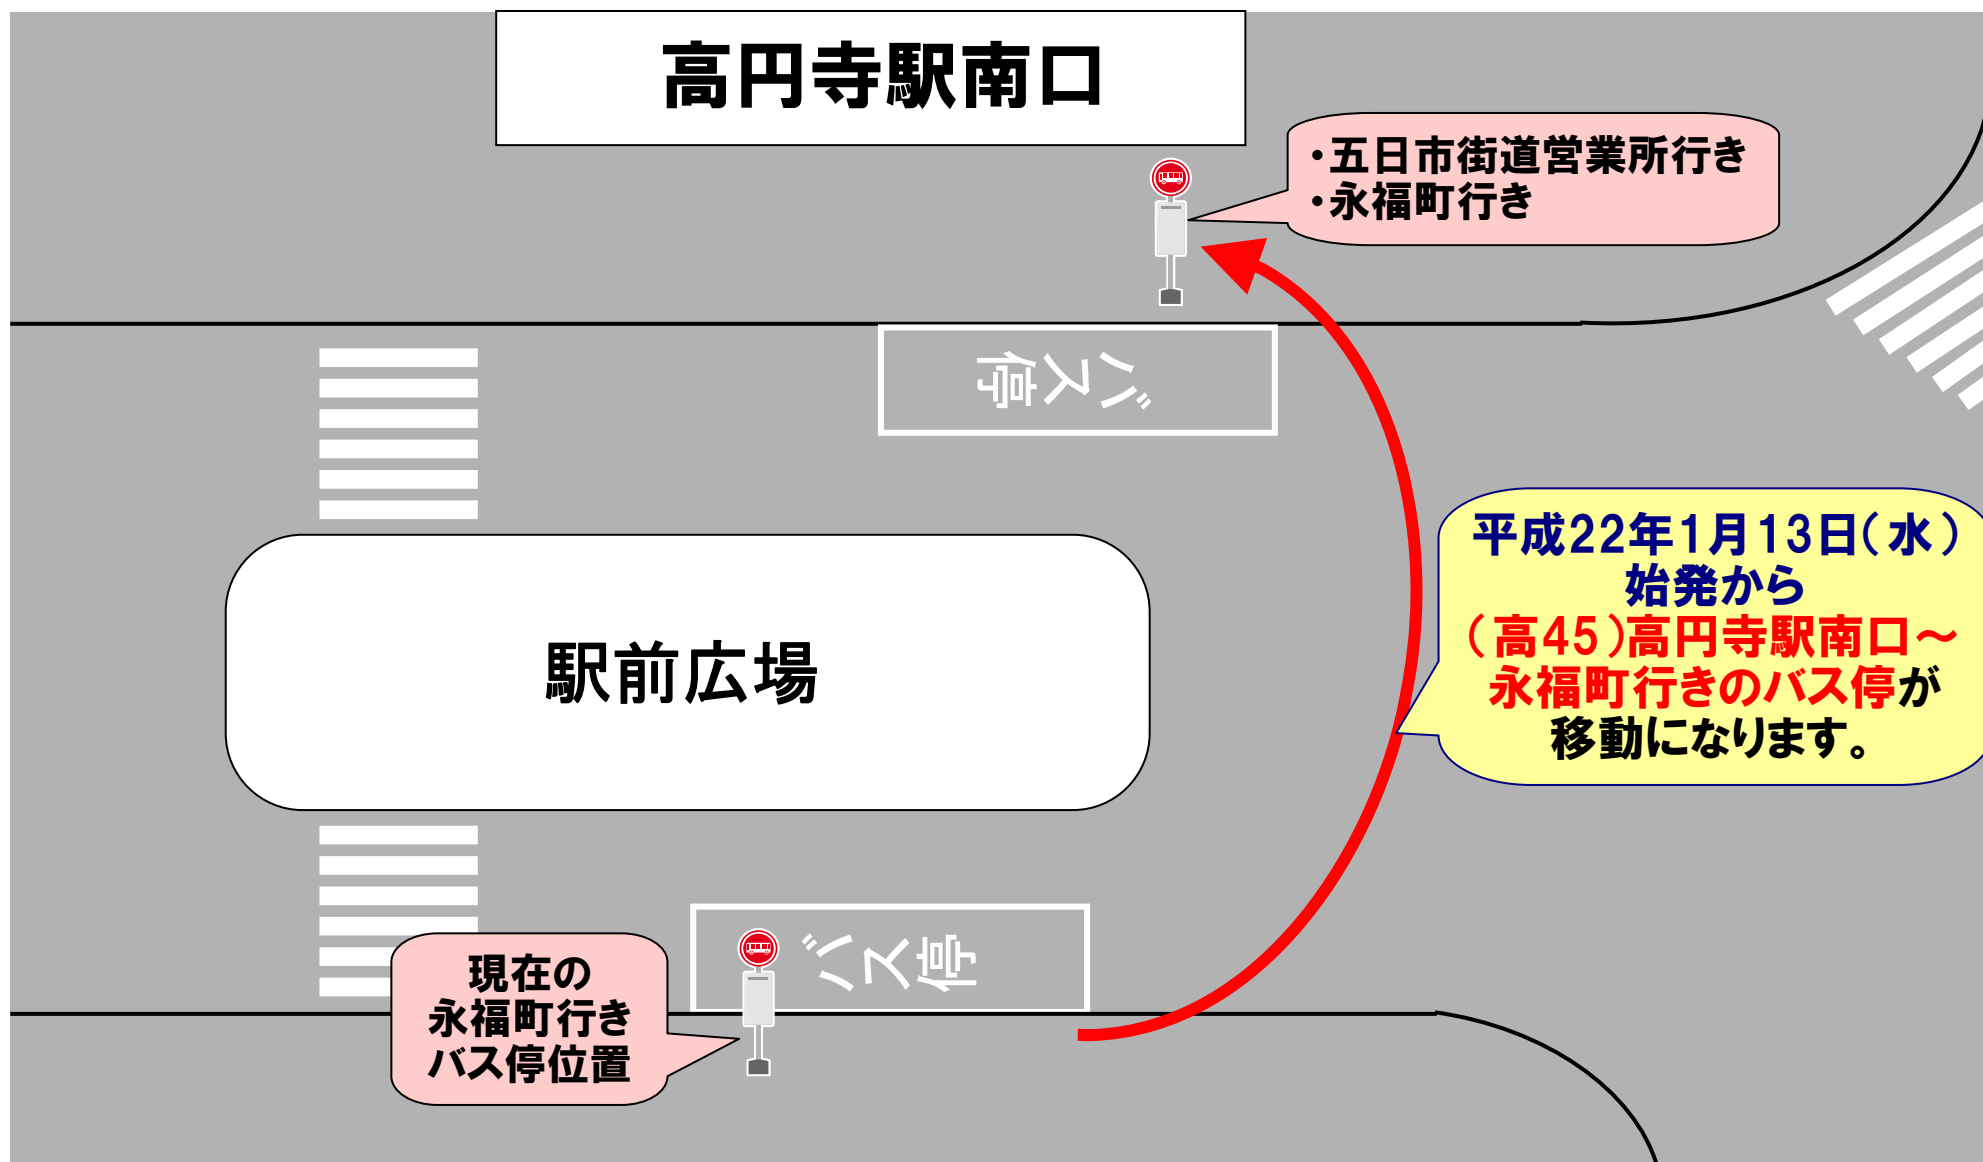 高円寺駅南口
・五日市街道営業所行き
・永福町行き
バス停
平成22年1月13日(水)
始発から
(高45)高円寺駅南口～
永福町行きのバス停が
移動になります。
駅前広場
バス停
現在の
永福町行き
バス停位置